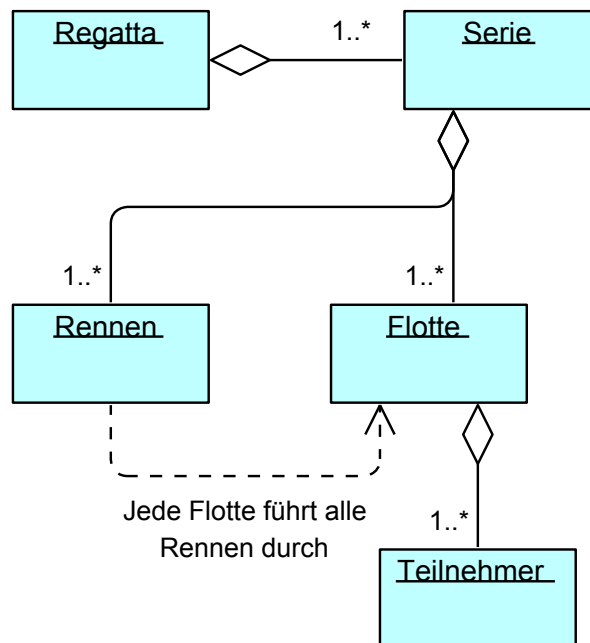 Regatta
1..*
Serie
1..*
1..*
Rennen
Flotte
Jede Flotte führt alle
Rennen durch
1..*
Teilnehmer